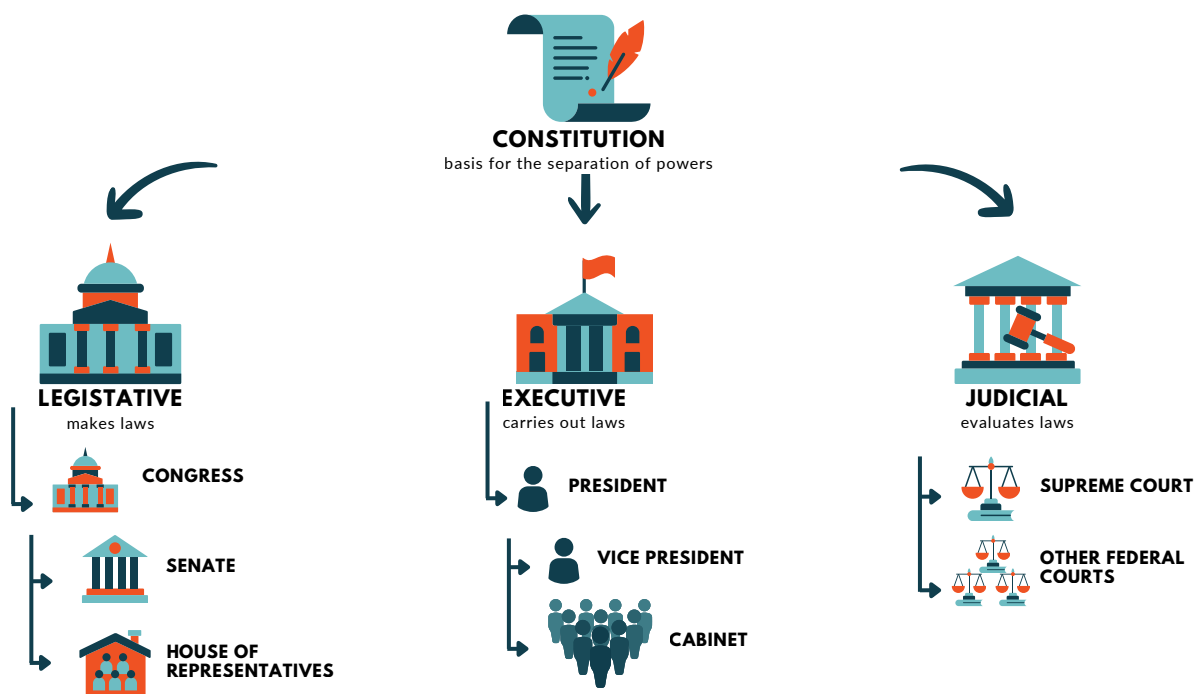 CONSTITUTION
basis for the separation of powers
LEGISTATIVE
makes laws
CONGRESS
SENATE
HOUSE OF
REPRESENTATIVES
EXECUTIVE
carries out laws
PRESIDENT
VICE PRESIDENT
CABINET
JUDICIAL
evaluates laws
SUPREME COURT
OTHER FEDERAL
COURTS